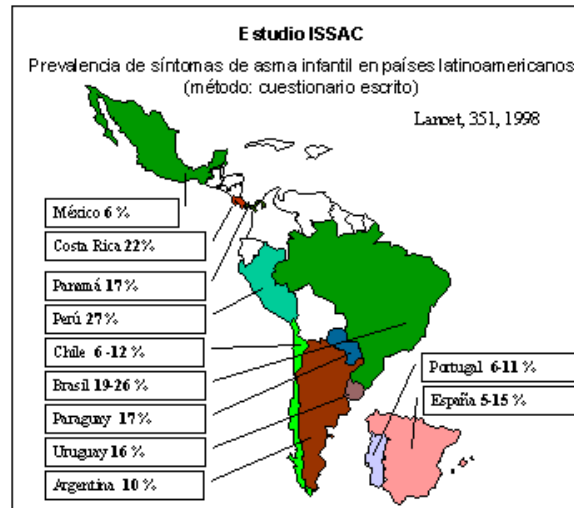 Estudio ISSAC
Prevalencia de síntomas de asma infantil en países latinoamericanos
(método: cuestionario escrito)
Lancet, 351, 1998
México 6 %
Costa Rica 22%
Panamá 17%
Perú 27%
Chile 6 -12 %
Brasil 19-26 %
Paraguy 17%
Uruguay 16 %
Argentina 10 %
Portugal 6-11 %
España 5-15 %